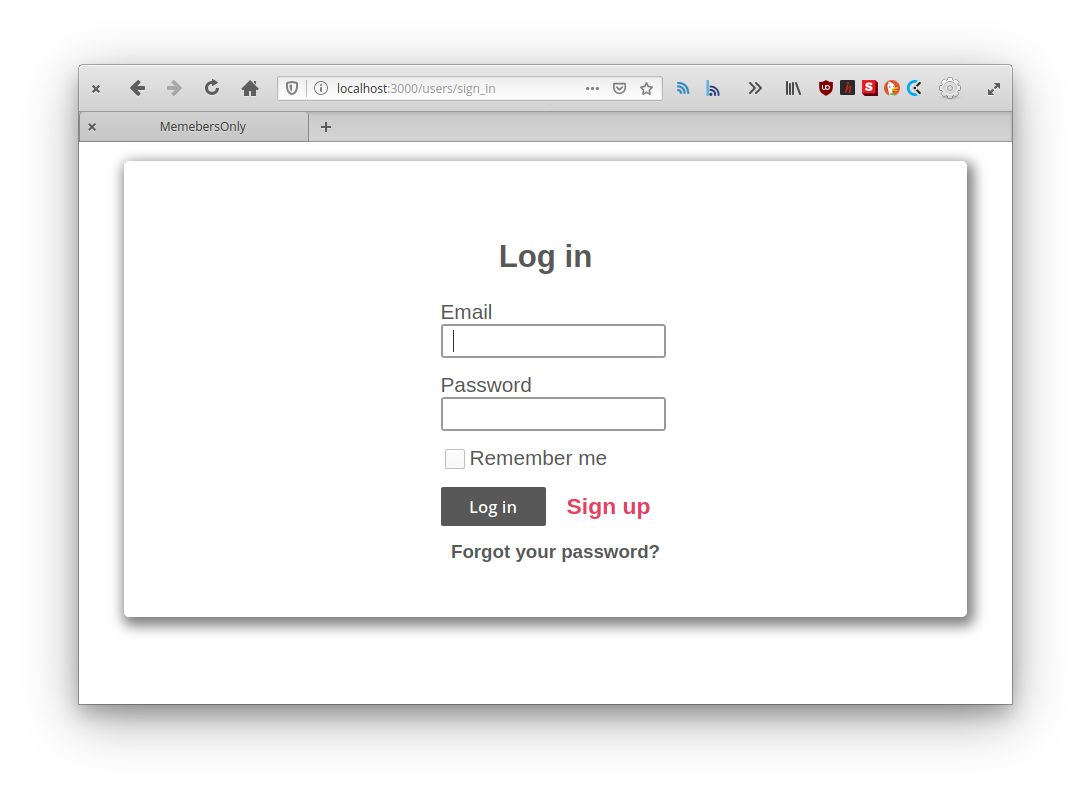 localhost:3000/users/sign_in
MemebersOnly
Log in
Email
Password
Remember me
Log in Sign up
Forgot your password?